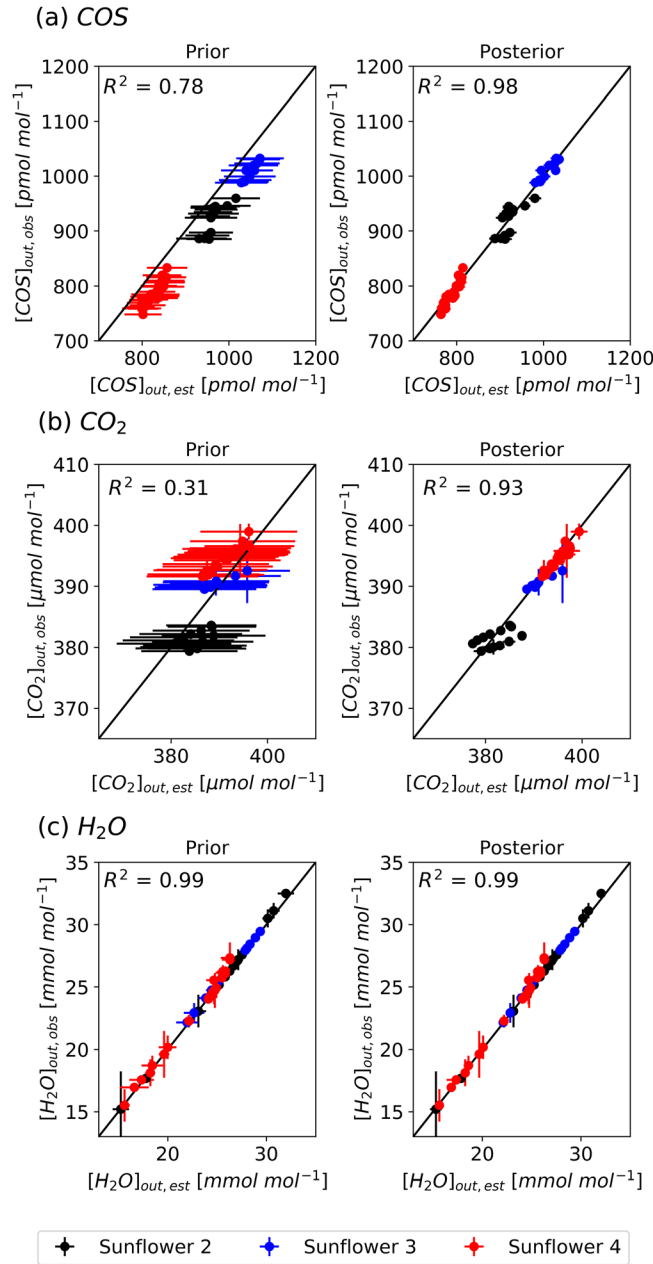 (a) COS
Prior
Posterior
R² = 0.78
R² = 0.98
1200
1100
1000
900
800
700
1200
1100
1000
900
800
700
[COS]out, obs [pmol mol⁻¹]
[COS]out, obs [pmol mol⁻¹]
800 1000 1200
800 1000 1200
[COS]out, est [pmol mol⁻¹]
[COS]out, est [pmol mol⁻¹]
(b) CO₂
Prior
Posterior
R² = 0.31
R² = 0.93
410
400
390
380
370
410
400
390
380
370
[CO₂]out, obs [μmol mol⁻¹]
[CO₂]out, obs [μmol mol⁻¹]
380 400
380 400
[CO₂]out, est [μmol mol⁻¹]
[CO₂]out, est [μmol mol⁻¹]
(c) H₂O
Prior
Posterior
R² = 0.99
R² = 0.99
35
30
25
20
15
35
30
25
20
15
[H₂O]out, obs [mmol mol⁻¹]
[H₂O]out, obs [mmol mol⁻¹]
20 30
20 30
[H₂O]out, est [mmol mol⁻¹]
[H₂O]out, est [mmol mol⁻¹]
Sunflower 2 Sunflower 3 Sunflower 4